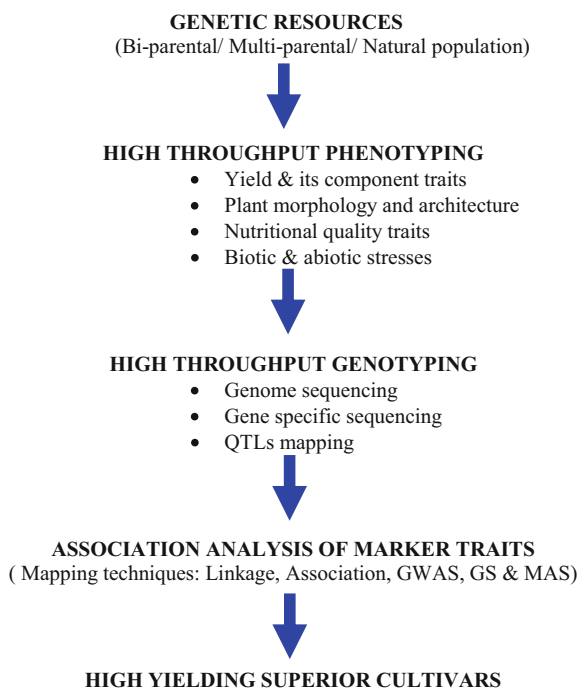 GENETIC RESOURCES
(Bi-parental/ Multi-parental/ Natural population)
HIGH THROUGHPUT PHENOTYPING
• Yield & its component traits
• Plant morphology and architecture
• Nutritional quality traits
• Biotic & abiotic stresses
HIGH THROUGHPUT GENOTYPING
• Genome sequencing
• Gene specific sequencing
• QTLs mapping
ASSOCIATION ANALYSIS OF MARKER TRAITS
( Mapping techniques: Linkage, Association, GWAS, GS & MAS)
HIGH YIELDING SUPERIOR CULTIVARS